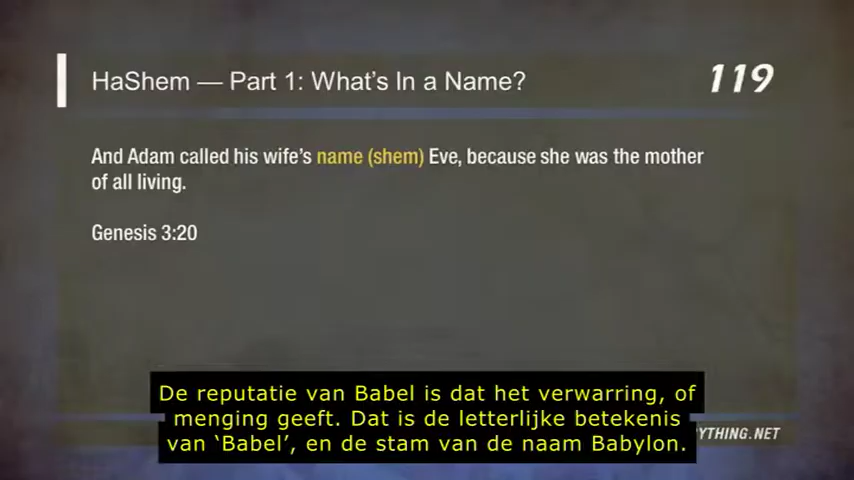 HaShem — Part 1: What's In a Name?
119
And Adam called his wife's name (shem) Eve, because she was the mother
of all living.
Genesis 3:20
De reputatie van Babel is dat het verwarring, of
menging geeft. Dat is de letterlijke betekenis
van ‘Babel’, en de stam van de naam Babylon.
YTHING.NET